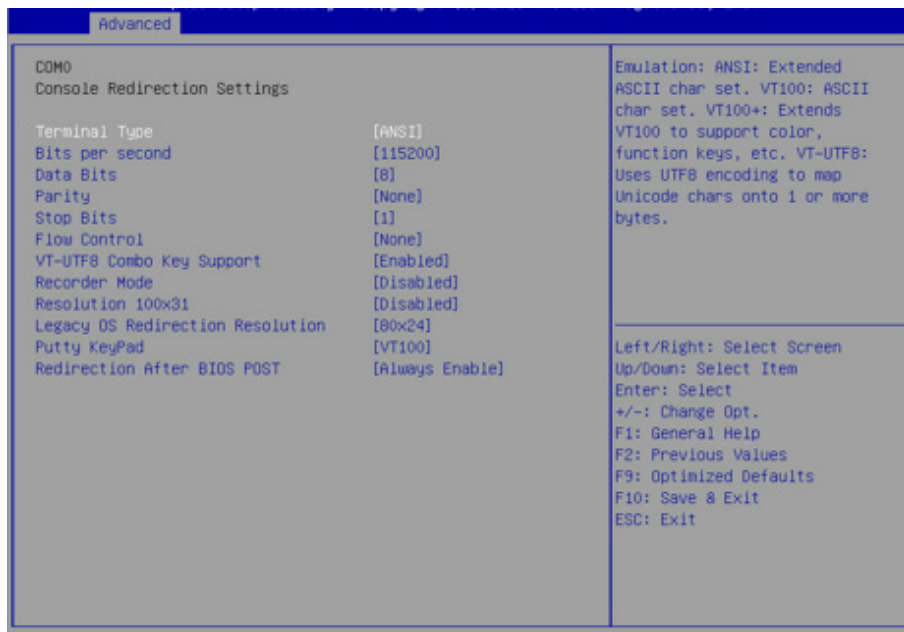 Advanced
COM0
Console Redirection Settings
Terminal Type [ANSI]
Bits per second [115200]
Data Bits [8]
Parity [None]
Stop Bits [1]
Flow Control [None]
VT-UTF8 Combo Key Support [Enabled]
Recorder Mode [Disabled]
Resolution 100x31 [Disabled]
Legacy OS Redirection Resolution [80x24]
Putty KeyPad [VT100]
Redirection After BIOS POST [Always Enable]
Emulation: ANSI: Extended
ASCII char set. VT100: ASCII
char set. VT100+: Extends
VT100 to support color,
function keys, etc. VT-UTF8:
Uses UTF8 encoding to map
Unicode chars onto 1 or more
bytes.
Left/Right: Select Screen
Up/Down: Select Item
Enter: Select
+/-: Change Opt.
F1: General Help
F2: Previous Values
F9: Optimized Defaults
F10: Save & Exit
ESC: Exit